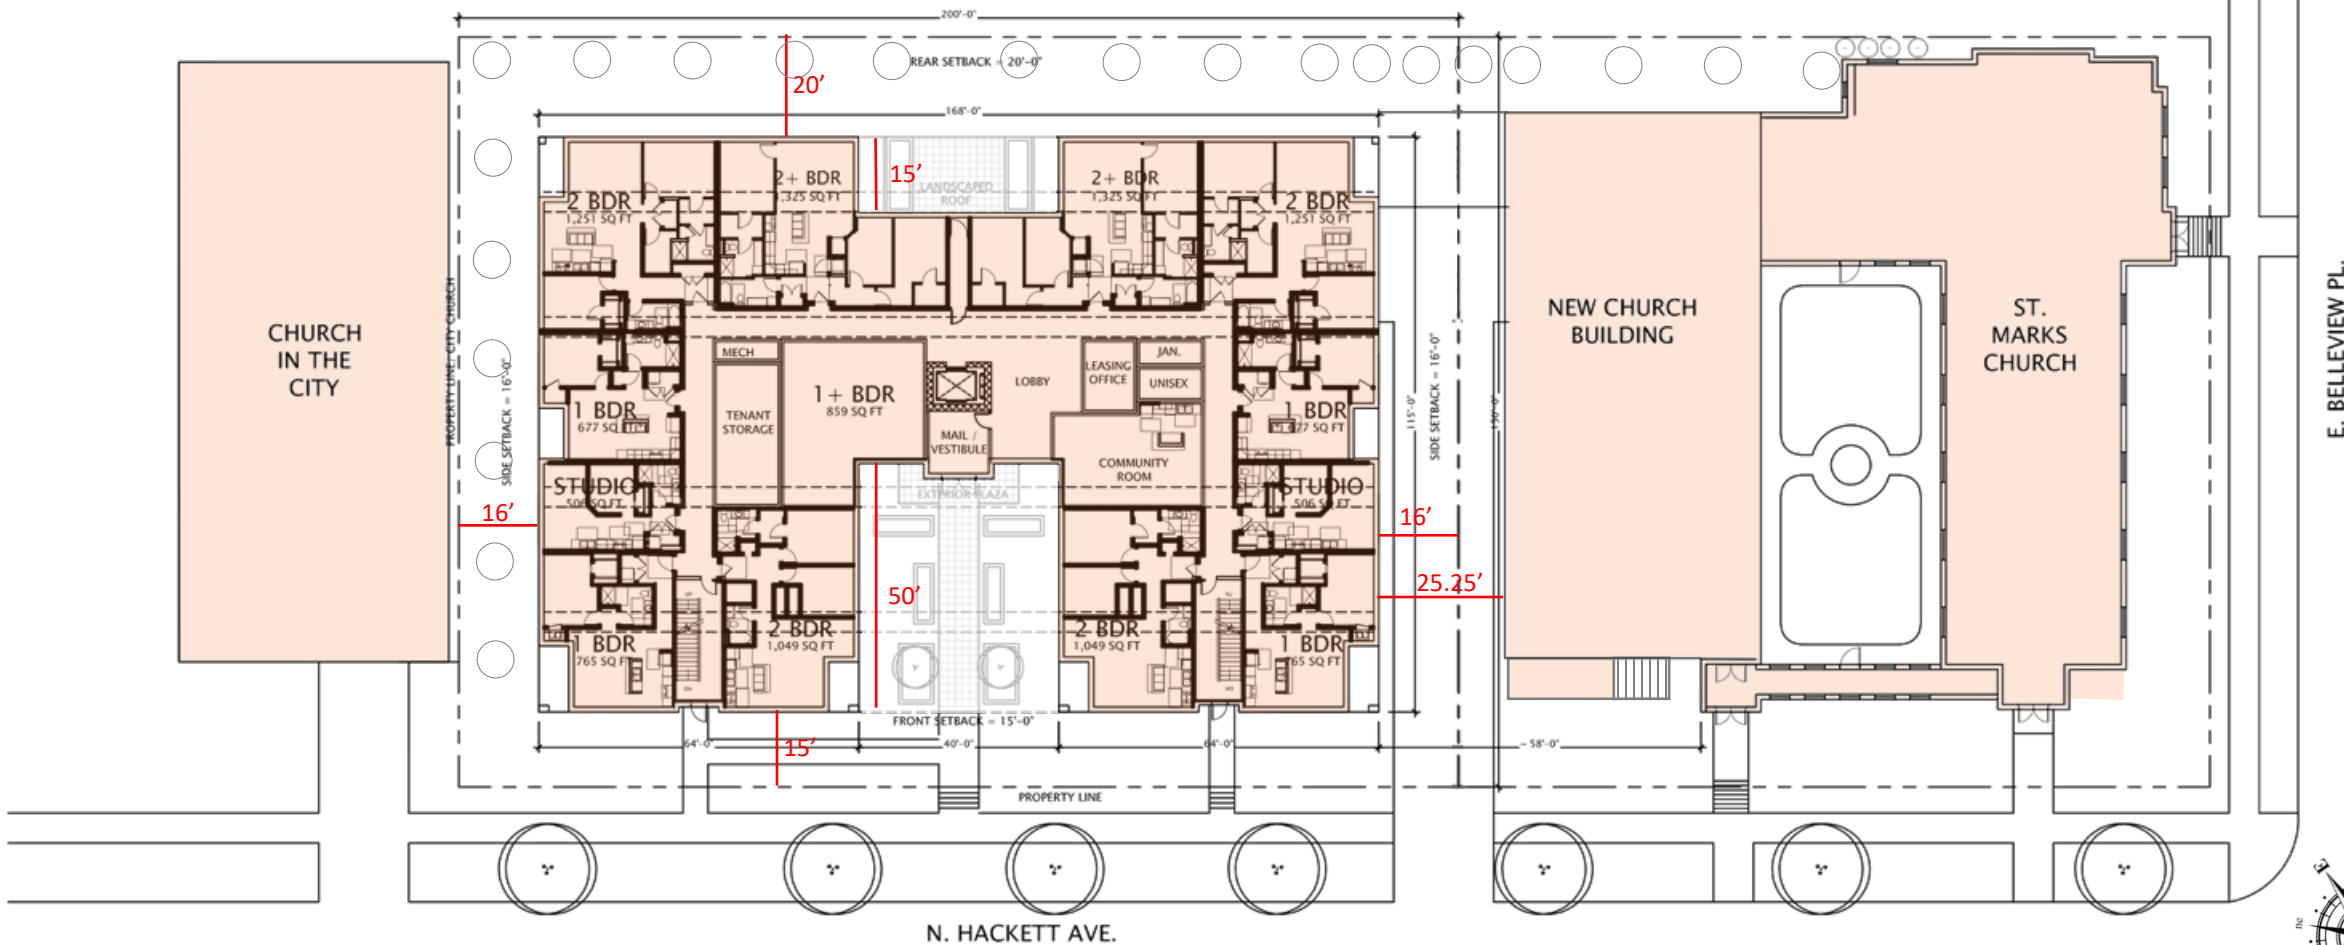 200'-0"
REAR SETBACK = 20'-0"
20'
168'-0"
15'
LANDSCAPED
ROOF
2 BDR
1,251 SQ FT
2+ BDR
1,325 SQ FT
2+ BDR
1,325 SQ FT
2 BDR
1,251 SQ FT
CHURCH
IN THE
CITY
PROPERTY LINE/ CITY CHURCH
SIDE SETBACK = 16'-0"
MECH
TENANT
STORAGE
1+ BDR
859 SQ FT
LOBBY
MAIL /
VESTIBULE
LEASING
OFFICE
JAN.
UNISEX
COMMUNITY
ROOM
1 BDR
677 SQ FT
1 BDR
677 SQ FT
115'-0"
SIDE SETBACK = 16'-0"
150'-0"
NEW CHURCH
BUILDING
ST.
MARKS
CHURCH
E. BELLEVIEW PL.
STUDIO
506 SQ FT
EXTERIOR PLAZA
STUDIO
506 SQ FT
16'
16'
25.25'
50'
1 BDR
765 SQ FT
2 BDR
1,049 SQ FT
2 BDR
1,049 SQ FT
1 BDR
765 SQ FT
FRONT SETBACK = 15'-0"
64'-0"
15'
40'-0"
64'-0"
~ 58'-0"
PROPERTY LINE
N. HACKETT AVE.
E